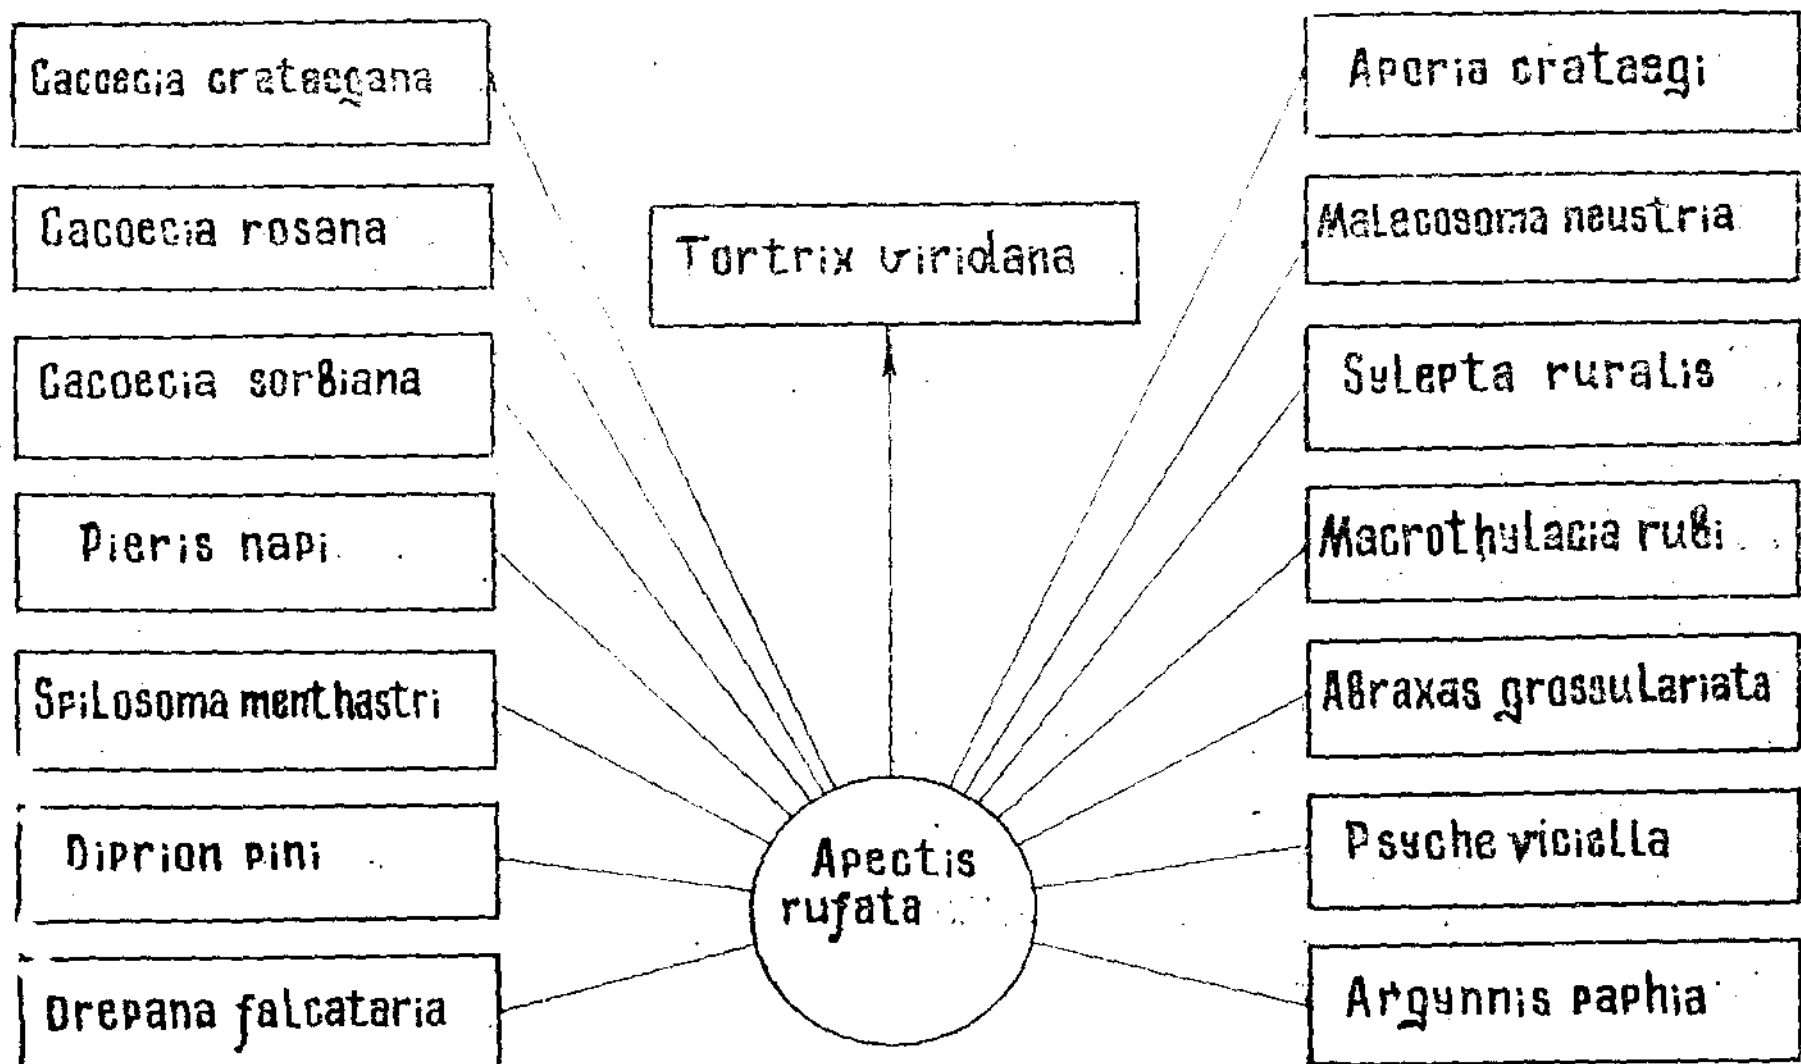 Cacoecia crataegana
Cacoecia rosana
Cacoecia sorbiana
Pieris napi
Spilosoma menthastri
Diprion pini
Drepana falcataria
Tortrix viridana
Apectis
rufata
Aporia crataegi
Malacosoma neustria
Sylepta ruralis
Macrothylacia rubi
Abraxas grossulariata
Psyche viciella
Argynnis paphia